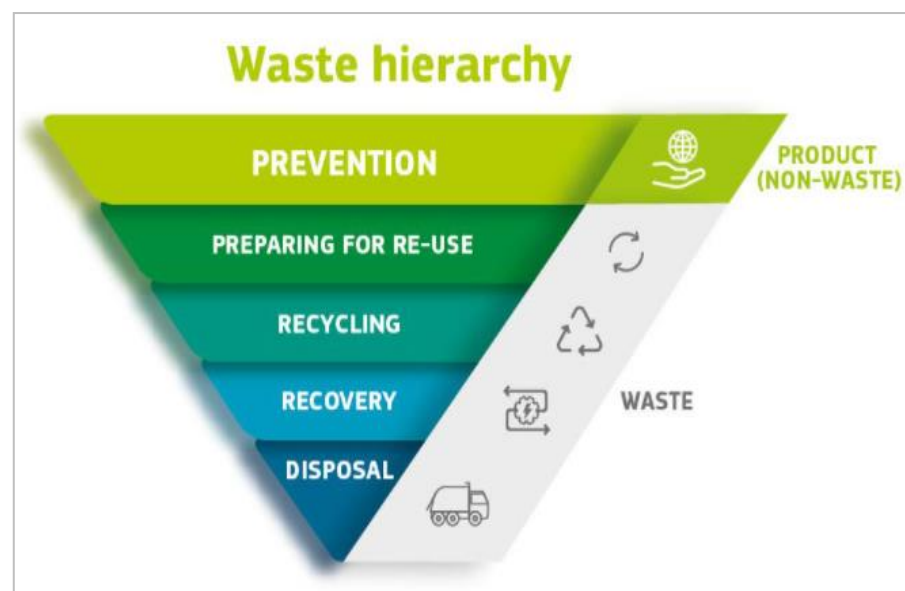 Waste hierarchy
PREVENTION
PRODUCT
(NON-WASTE)
PREPARING FOR RE-USE
RECYCLING
RECOVERY
WASTE
DISPOSAL